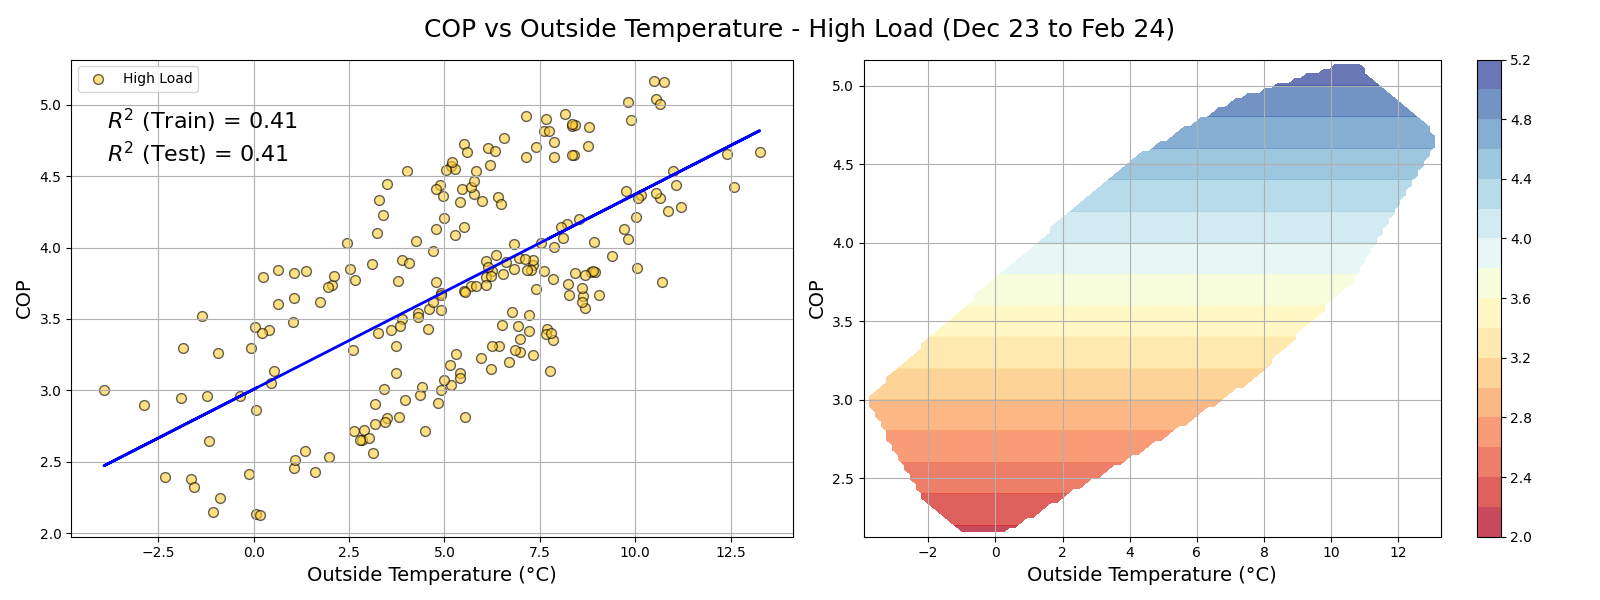 COP vs Outside Temperature - High Load (Dec 23 to Feb 24)
High Load
R² (Train) = 0.41
R² (Test) = 0.41
COP
5.0
4.5
4.0
3.5
3.0
2.5
2.0
−2.5 0.0 2.5 5.0 7.5 10.0 12.5
Outside Temperature (°C)
COP
5.0
4.5
4.0
3.5
3.0
2.5
−2 0 2 4 6 8 10 12
Outside Temperature (°C)
5.2
4.8
4.4
4.0
3.6
3.2
2.8
2.4
2.0